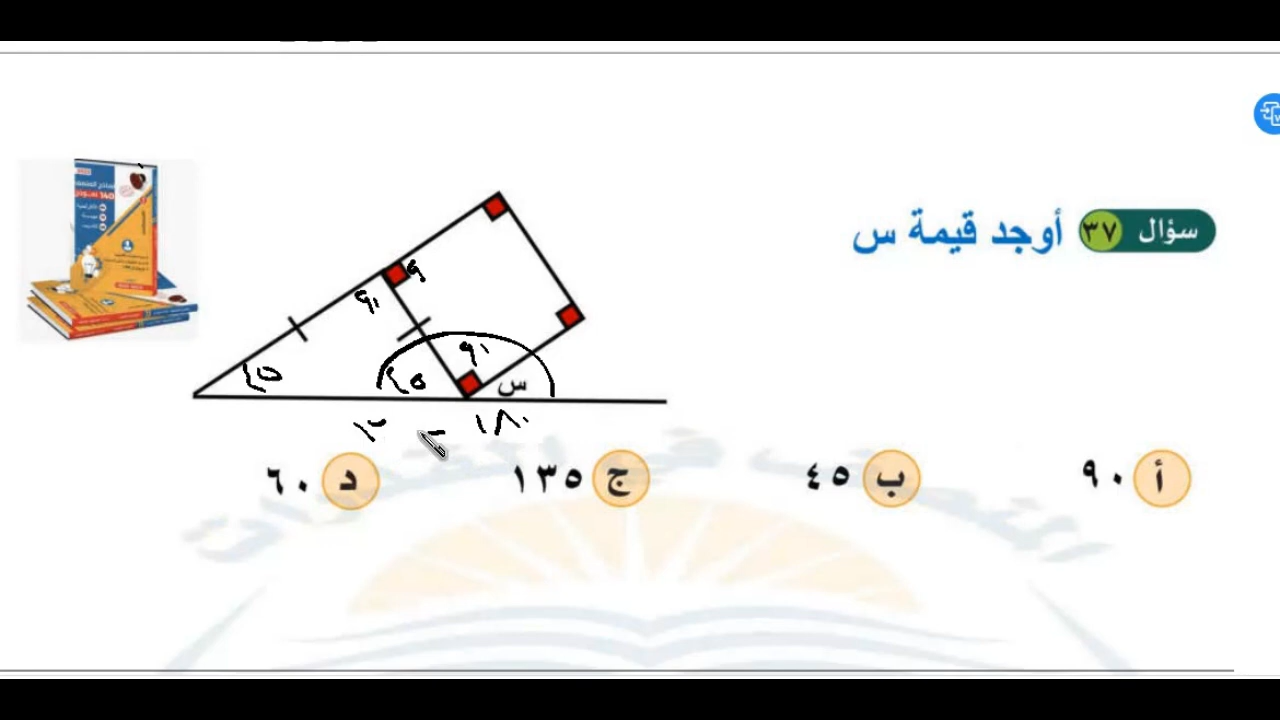 سؤال ٣٧ أوجد قيمة س
٩٠
٩٠
٩٠
٤٥
٤٥
س
١٨٠
أ ٩٠
ب ٤٥
ج ١٣٥
د ٦٠